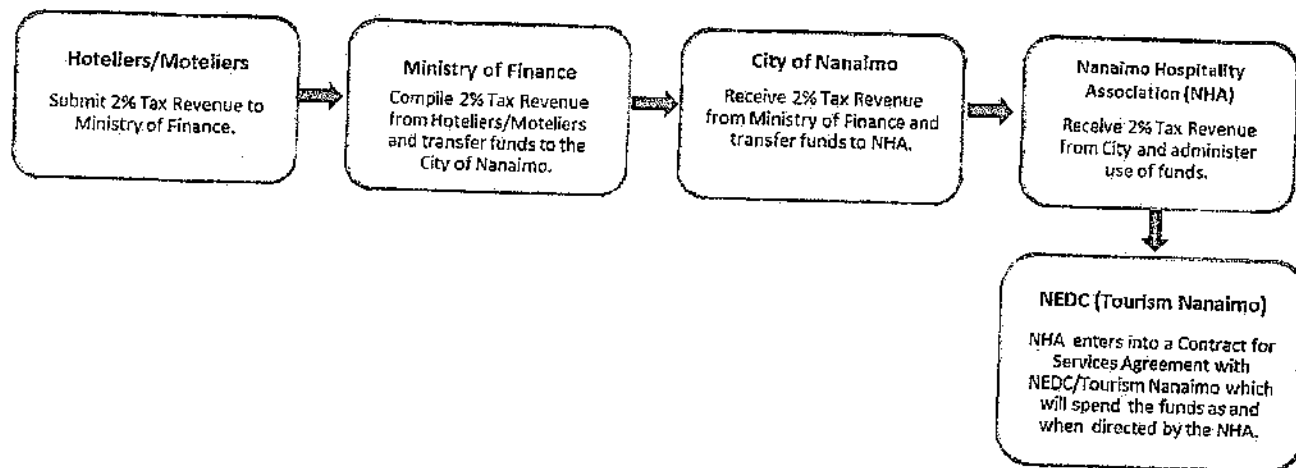 Hoteliers/Moteliers
Submit 2% Tax Revenue to
Ministry of Finance.
Ministry of Finance
Compile 2% Tax Revenue
from Hoteliers/Moteliers
and transfer funds to the
City of Nanaimo.
City of Nanaimo
Receive 2% Tax Revenue
from Ministry of Finance and
transfer funds to NHA.
Nanaimo Hospitality
Association (NHA)
Receive 2% Tax Revenue
from City and administer
use of funds.
NEDC (Tourism Nanaimo)
NHA enters into a Contract for
Services Agreement with
NEDC/Tourism Nanaimo which
will spend the funds as and
when directed by the NHA.